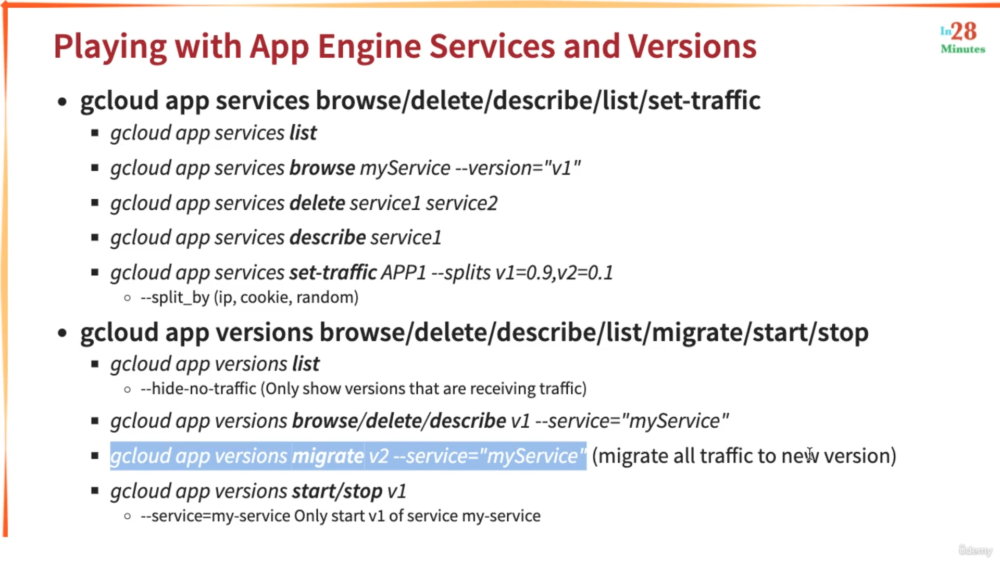 Playing with App Engine Services and Versions
In28
Minutes
• gcloud app services browse/delete/describe/list/set-traffic
▪ gcloud app services list
▪ gcloud app services browse myService --version="v1"
▪ gcloud app services delete service1 service2
▪ gcloud app services describe service1
▪ gcloud app services set-traffic APP1 --splits v1=0.9,v2=0.1
○ --split_by (ip, cookie, random)
• gcloud app versions browse/delete/describe/list/migrate/start/stop
▪ gcloud app versions list
○ --hide-no-traffic (Only show versions that are receiving traffic)
▪ gcloud app versions browse/delete/describe v1 --service="myService"
▪ gcloud app versions migrate v2 --service="myService" (migrate all traffic to new version)
▪ gcloud app versions start/stop v1
○ --service=my-service Only start v1 of service my-service
ûdemy